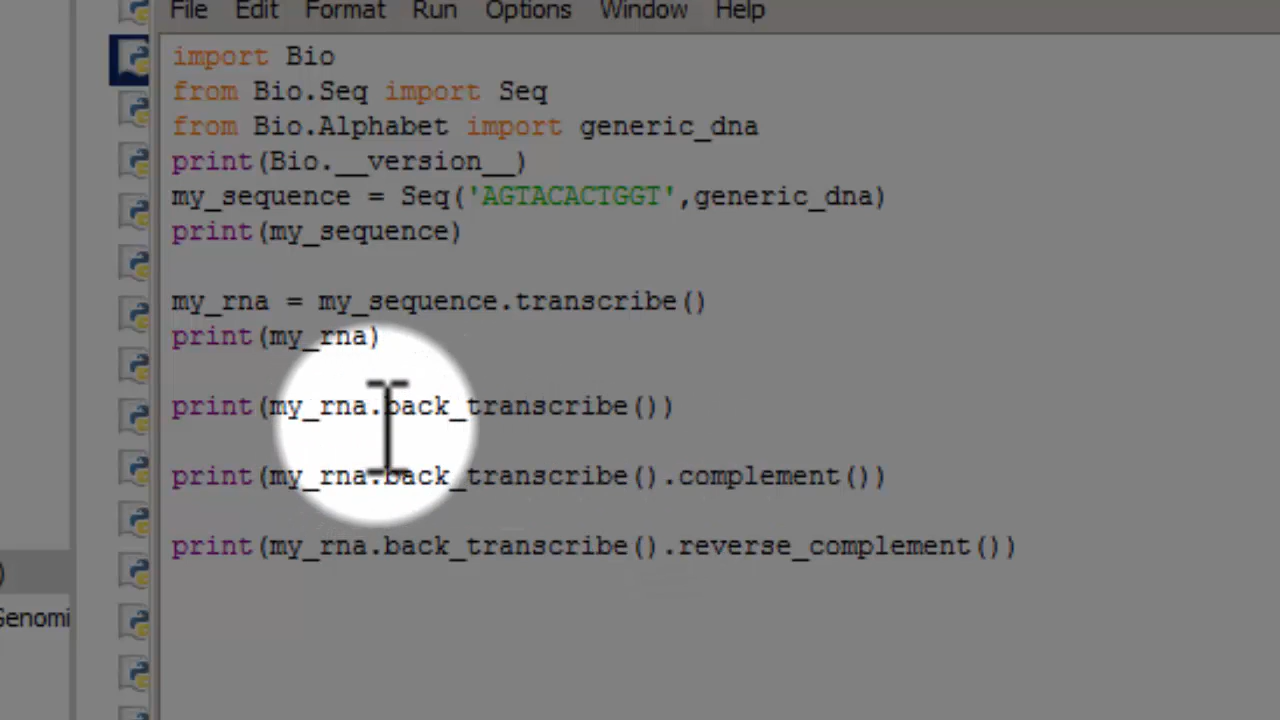 File Edit Format Run Options Window Help
import Bio
from Bio.Seq import Seq
from Bio.Alphabet import generic_dna
print(Bio.__version__)
my_sequence = Seq('AGTACACTGGT',generic_dna)
print(my_sequence)
my_rna = my_sequence.transcribe()
print(my_rna)
print(my_rna.back_transcribe())
print(my_rna.back_transcribe().complement())
print(my_rna.back_transcribe().reverse_complement())
)
Genomi